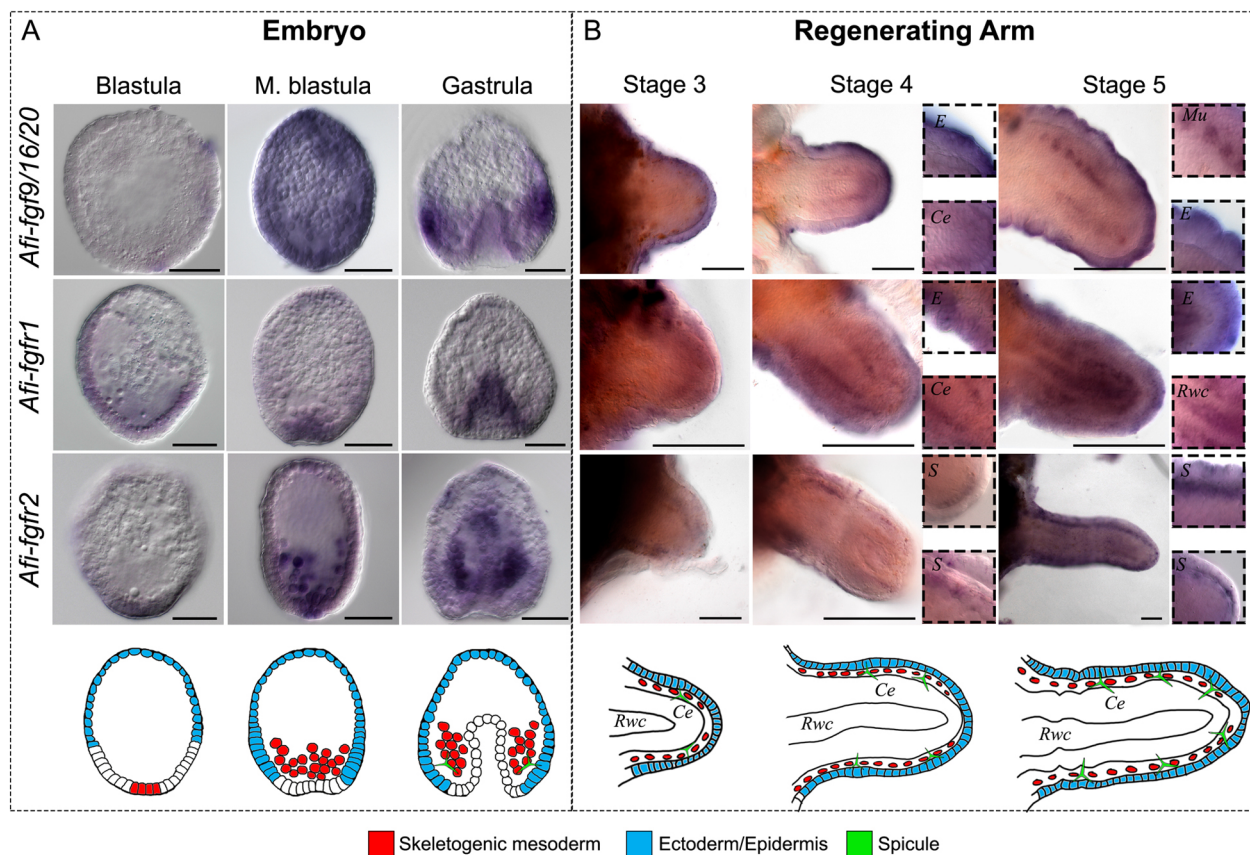 A Embryo
B Regenerating Arm
Blastula M. blastula Gastrula
Stage 3 Stage 4 Stage 5
Afi-fgf9/16/20
E
Mu
Ce
E
Afi-fgfr1
E
E
Ce
Rwc
Afi-fgfr2
S
S
S
S
Rwc Ce
Ce
Rwc
Ce
Rwc
Skeletogenic mesoderm Ectoderm/Epidermis Spicule